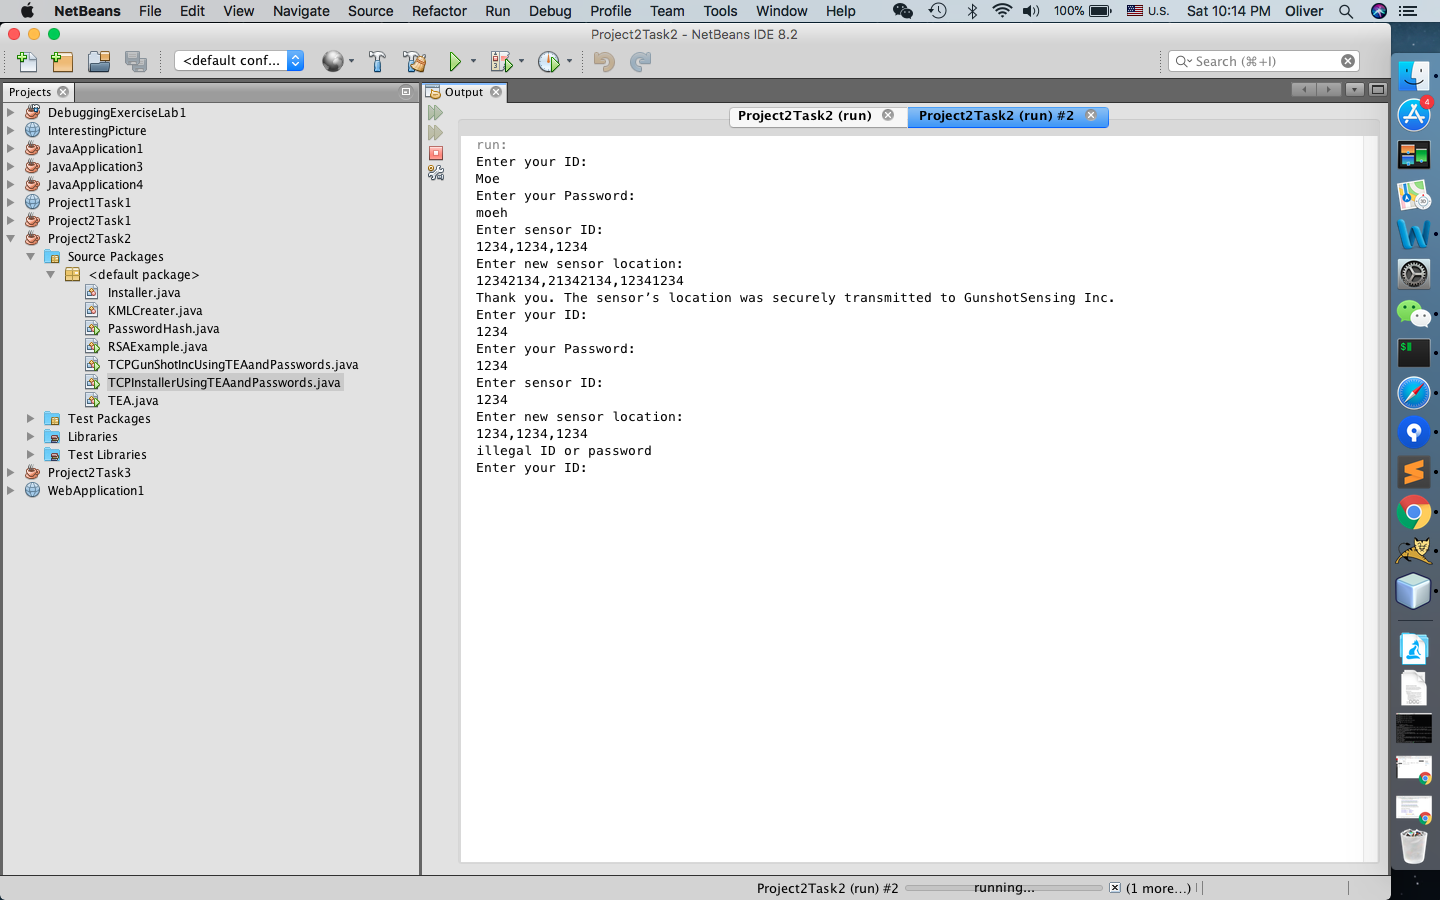 NetBeans File Edit View Navigate Source Refactor Run Debug Profile Team Tools Window Help 100% U.S. Sat 10:14 PM Oliver
Project2Task2 - NetBeans IDE 8.2
<default conf... Search (⌘+I)
Projects
DebuggingExerciseLab1
InterestingPicture
JavaApplication1
JavaApplication3
JavaApplication4
Project1Task1
Project2Task1
Project2Task2
Source Packages
<default package>
Installer.java
KMLCreater.java
PasswordHash.java
RSAExample.java
TCPGunShotIncUsingTEAandPasswords.java
TCPInstallerUsingTEAandPasswords.java
TEA.java
Test Packages
Libraries
Test Libraries
Project2Task3
WebApplication1
Output
Project2Task2 (run) Project2Task2 (run) #2
run:
Enter your ID:
Moe
Enter your Password:
moeh
Enter sensor ID:
1234,1234,1234
Enter new sensor location:
12342134,21342134,12341234
Thank you. The sensor’s location was securely transmitted to GunshotSensing Inc.
Enter your ID:
1234
Enter your Password:
1234
Enter sensor ID:
1234
Enter new sensor location:
1234,1234,1234
illegal ID or password
Enter your ID:
4
Project2Task2 (run) #2 running... (1 more...)